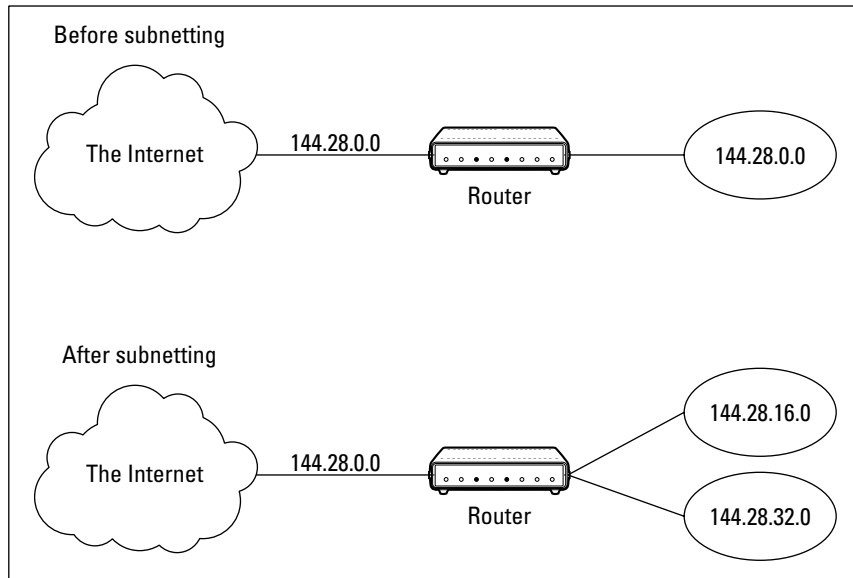 Before subnetting
The Internet
144.28.0.0
Router
144.28.0.0
After subnetting
The Internet
144.28.0.0
Router
144.28.16.0
144.28.32.0